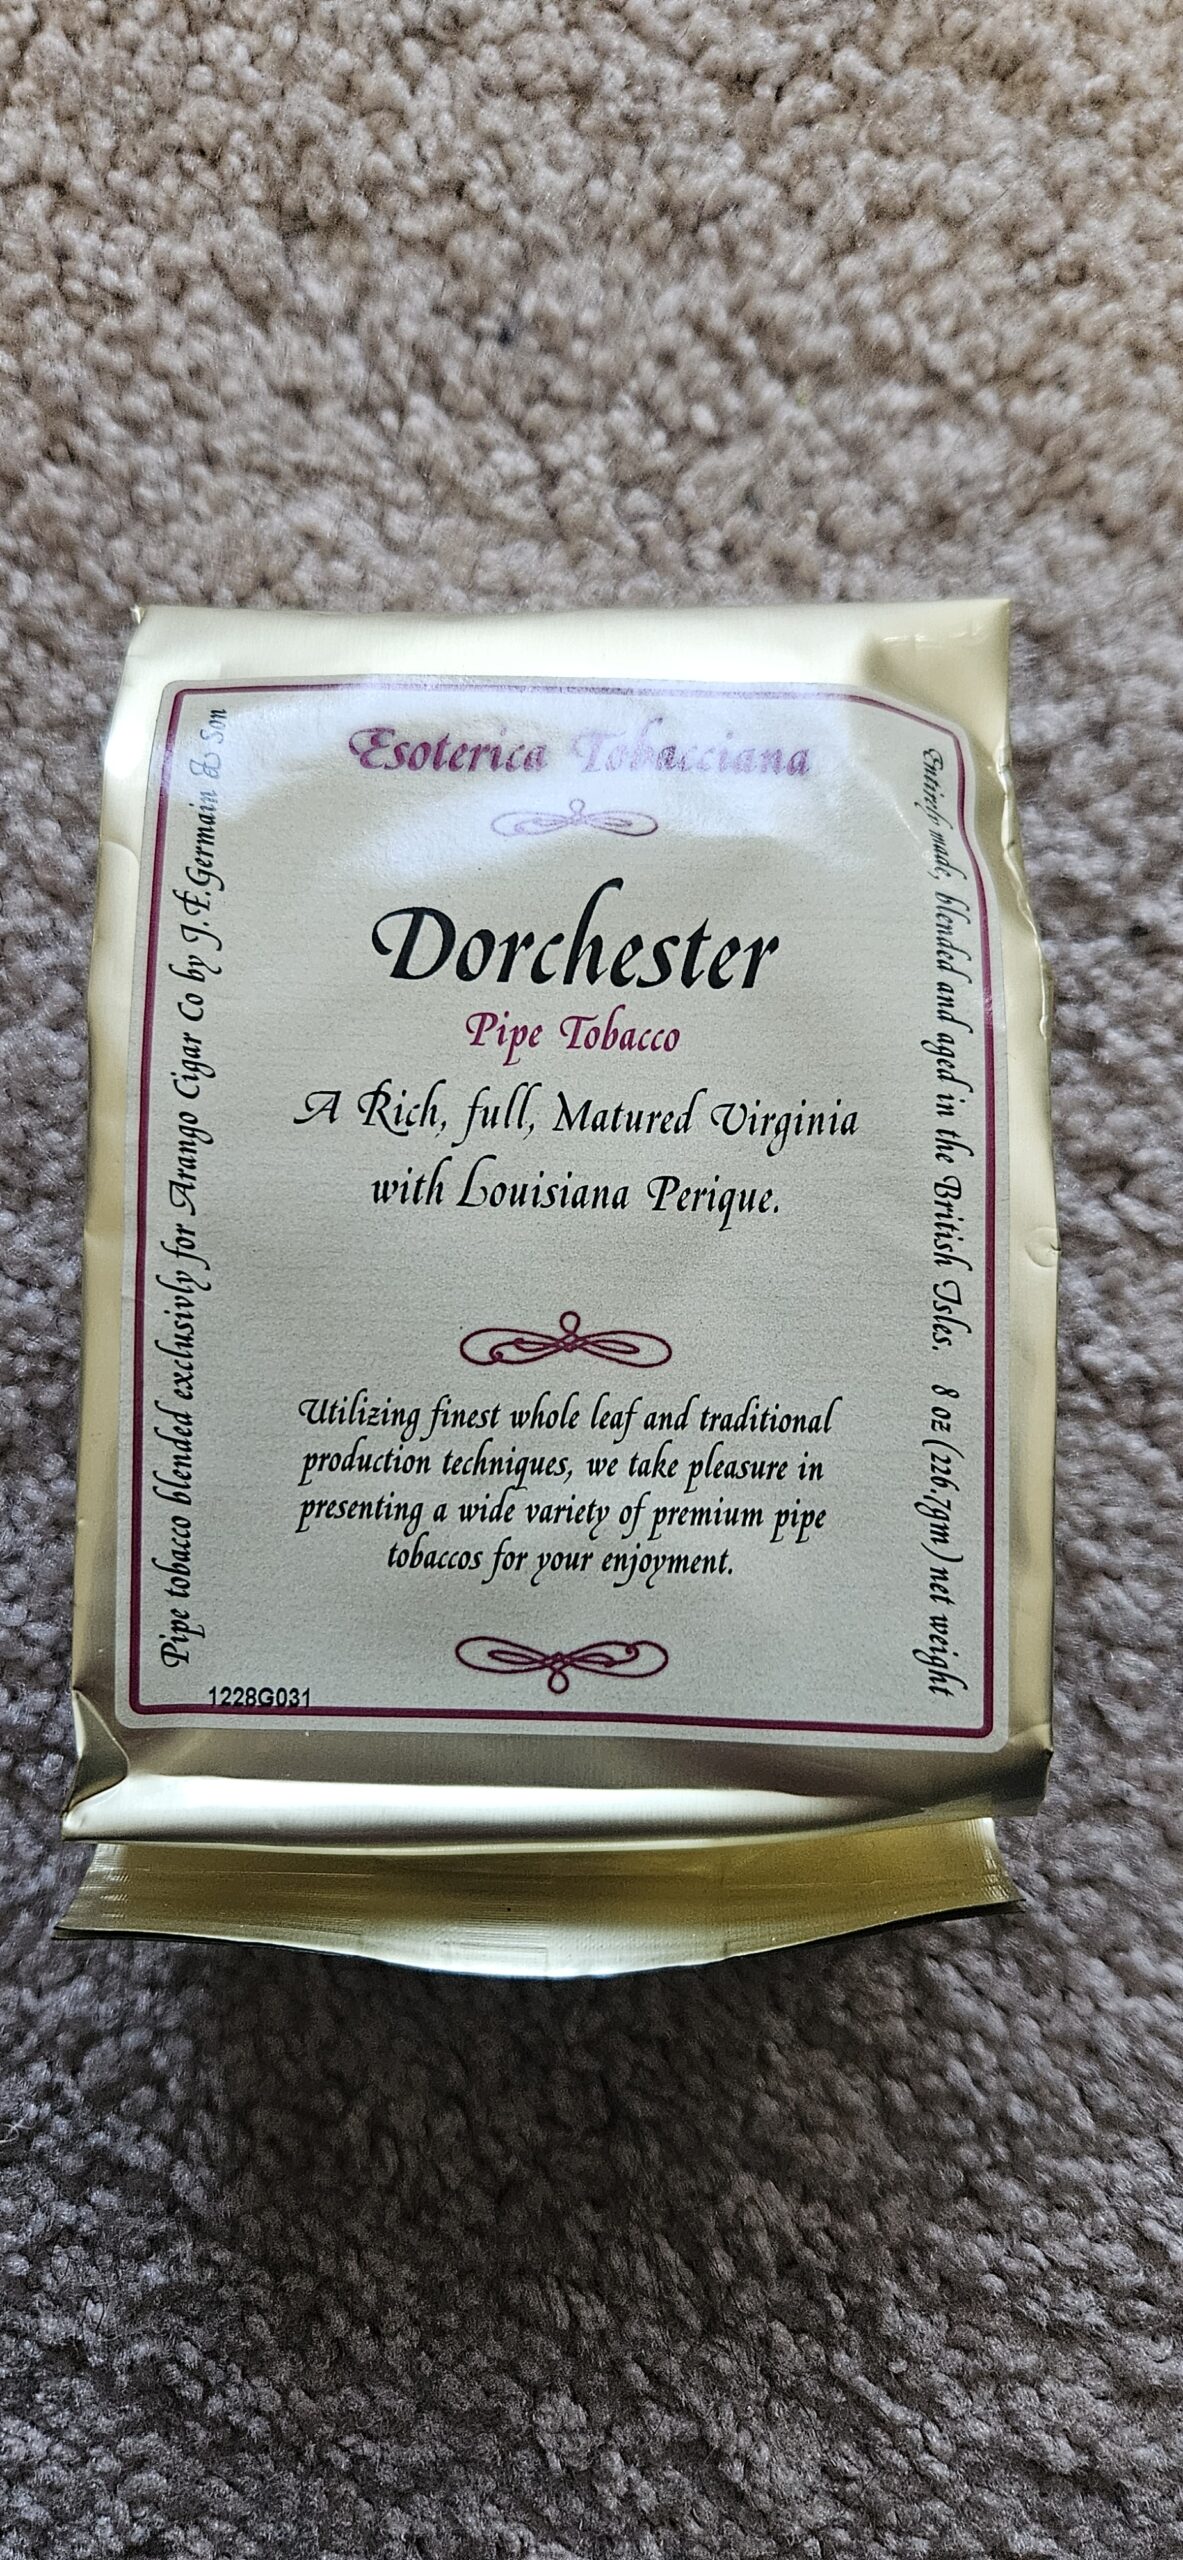 Esoterica Tobacciana
Dorchester
Pipe Tobacco
A Rich, full, Matured Virginia
with Louisiana Perique.
Utilizing finest whole leaf and traditional
production techniques, we take pleasure in
presenting a wide variety of premium pipe
tobaccos for your enjoyment.
1228G031
Pipe tobacco blended exclusivly for Arango Cigar Co by J.E.Germain & Son
Entirely made, blended and aged in the British Isles. 8 oz (226.7gm) net weight